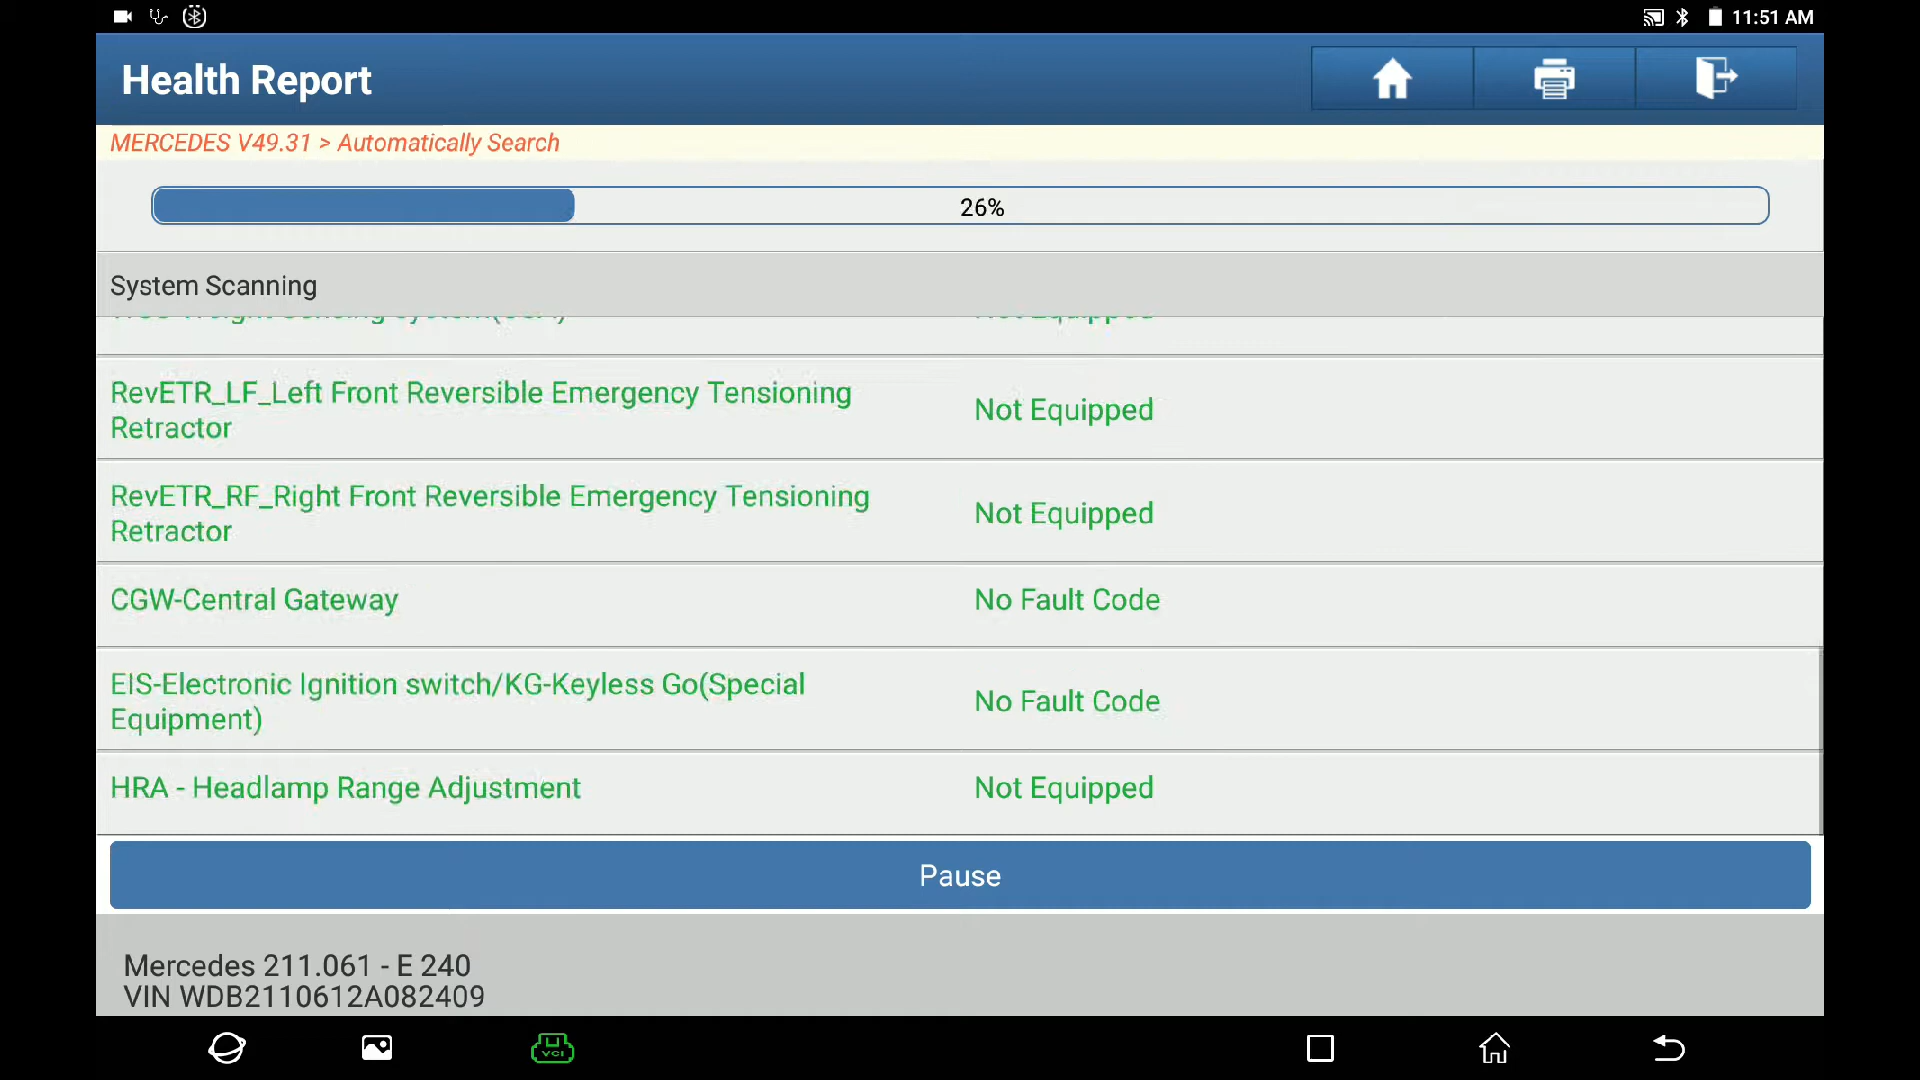 11:51 AM
Health Report
MERCEDES V49.31 > Automatically Search
26%
System Scanning
RevETR_LF_Left Front Reversible Emergency Tensioning
Retractor
Not Equipped
RevETR_RF_Right Front Reversible Emergency Tensioning
Retractor
Not Equipped
CGW-Central Gateway
No Fault Code
EIS-Electronic Ignition switch/KG-Keyless Go(Special
Equipment)
No Fault Code
HRA - Headlamp Range Adjustment
Not Equipped
Pause
Mercedes 211.061 - E 240
VIN WDB2110612A082409
VCI